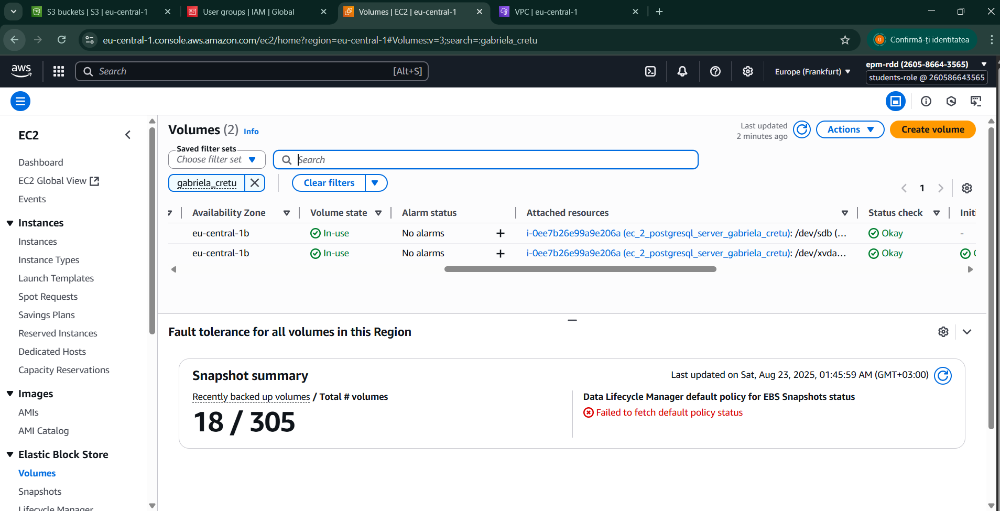 S3 buckets | S3 | eu-central-1
User groups | IAM | Global
Volumes | EC2 | eu-central-1
VPC | eu-central-1
eu-central-1.console.aws.amazon.com/ec2/home?region=eu-central-1#Volumes:v=3;search=:gabriela_cretu
G
Confirmă-ți identitatea
aws
Search
[Alt+S]
Europe (Frankfurt)
epm-rdd (2605-8664-3565)
students-role @ 260586643565
EC2
Dashboard
EC2 Global View
Events
Instances
Instances
Instance Types
Launch Templates
Spot Requests
Savings Plans
Reserved Instances
Dedicated Hosts
Capacity Reservations
Images
AMIs
AMI Catalog
Elastic Block Store
Volumes
Snapshots
Lifecycle Manager
Volumes (2) Info
Last updated
2 minutes ago
Actions
Create volume
Saved filter sets
Choose filter set
Search
gabriela_cretu
Clear filters
1
Availability Zone Volume state Alarm status Attached resources Status check Initi
eu-central-1b In-use No alarms + i-0ee7b26e99a9e206a (ec_2_postgresql_server_gabriela_cretu): /dev/sdb (... Okay -
eu-central-1b In-use No alarms + i-0ee7b26e99a9e206a (ec_2_postgresql_server_gabriela_cretu): /dev/xvda... Okay
Fault tolerance for all volumes in this Region
Snapshot summary
Last updated on Sat, Aug 23, 2025, 01:45:59 AM (GMT+03:00)
Recently backed up volumes / Total # volumes
18 / 305
Data Lifecycle Manager default policy for EBS Snapshots status
Failed to fetch default policy status